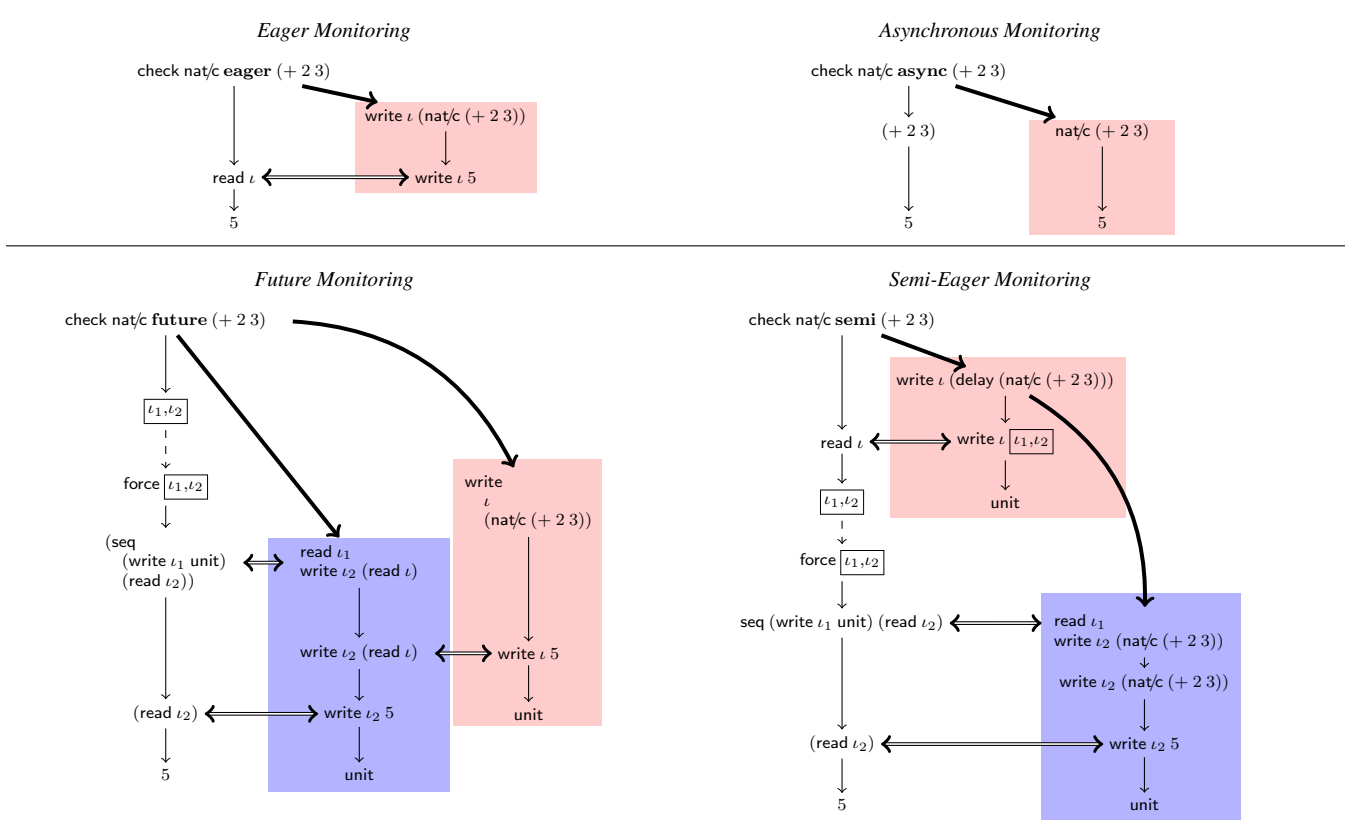 Eager Monitoring
check nat/c eager (+ 2 3)
write ι (nat/c (+ 2 3))
read ι
write ι 5
5
Asynchronous Monitoring
check nat/c async (+ 2 3)
(+ 2 3)
nat/c (+ 2 3)
5
5
Future Monitoring
check nat/c future (+ 2 3)
ι₁,ι₂
force ι₁,ι₂
(seq
(write ι₁ unit)
(read ι₂))
(read ι₂)
5
read ι₁
write ι₂ (read ι)
write ι₂ (read ι)
write ι₂ 5
unit
write
ι
(nat/c (+ 2 3))
write ι 5
unit
Semi-Eager Monitoring
check nat/c semi (+ 2 3)
write ι (delay (nat/c (+ 2 3)))
read ι
write ι ι₁,ι₂
unit
ι₁,ι₂
force ι₁,ι₂
seq (write ι₁ unit) (read ι₂)
(read ι₂)
5
read ι₁
write ι₂ (nat/c (+ 2 3))
write ι₂ (nat/c (+ 2 3))
write ι₂ 5
unit